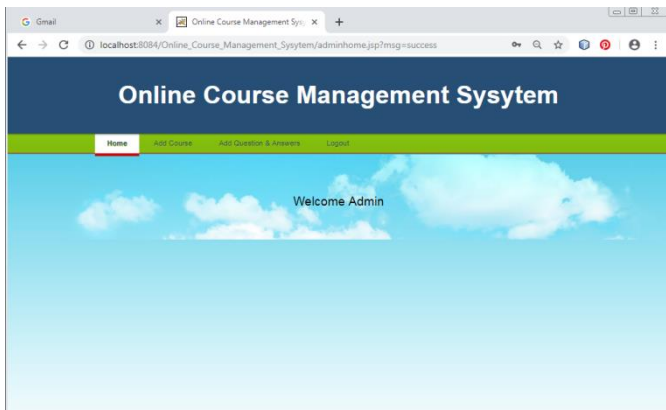 Gmail
Online Course Management Sys
localhost:8084/Online_Course_Management_Sysytem/adminhome.jsp?msg=success
Online Course Management Sysytem
Home Add Course Add Question & Answers Logout
Welcome Admin